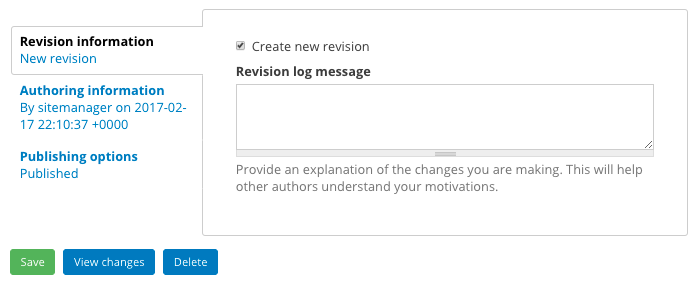 Revision information
New revision
Authoring information
By sitemanager on 2017-02-
17 22:10:37 +0000
Publishing options
Published
Create new revision
Revision log message
Provide an explanation of the changes you are making. This will help
other authors understand your motivations.
Save
View changes
Delete